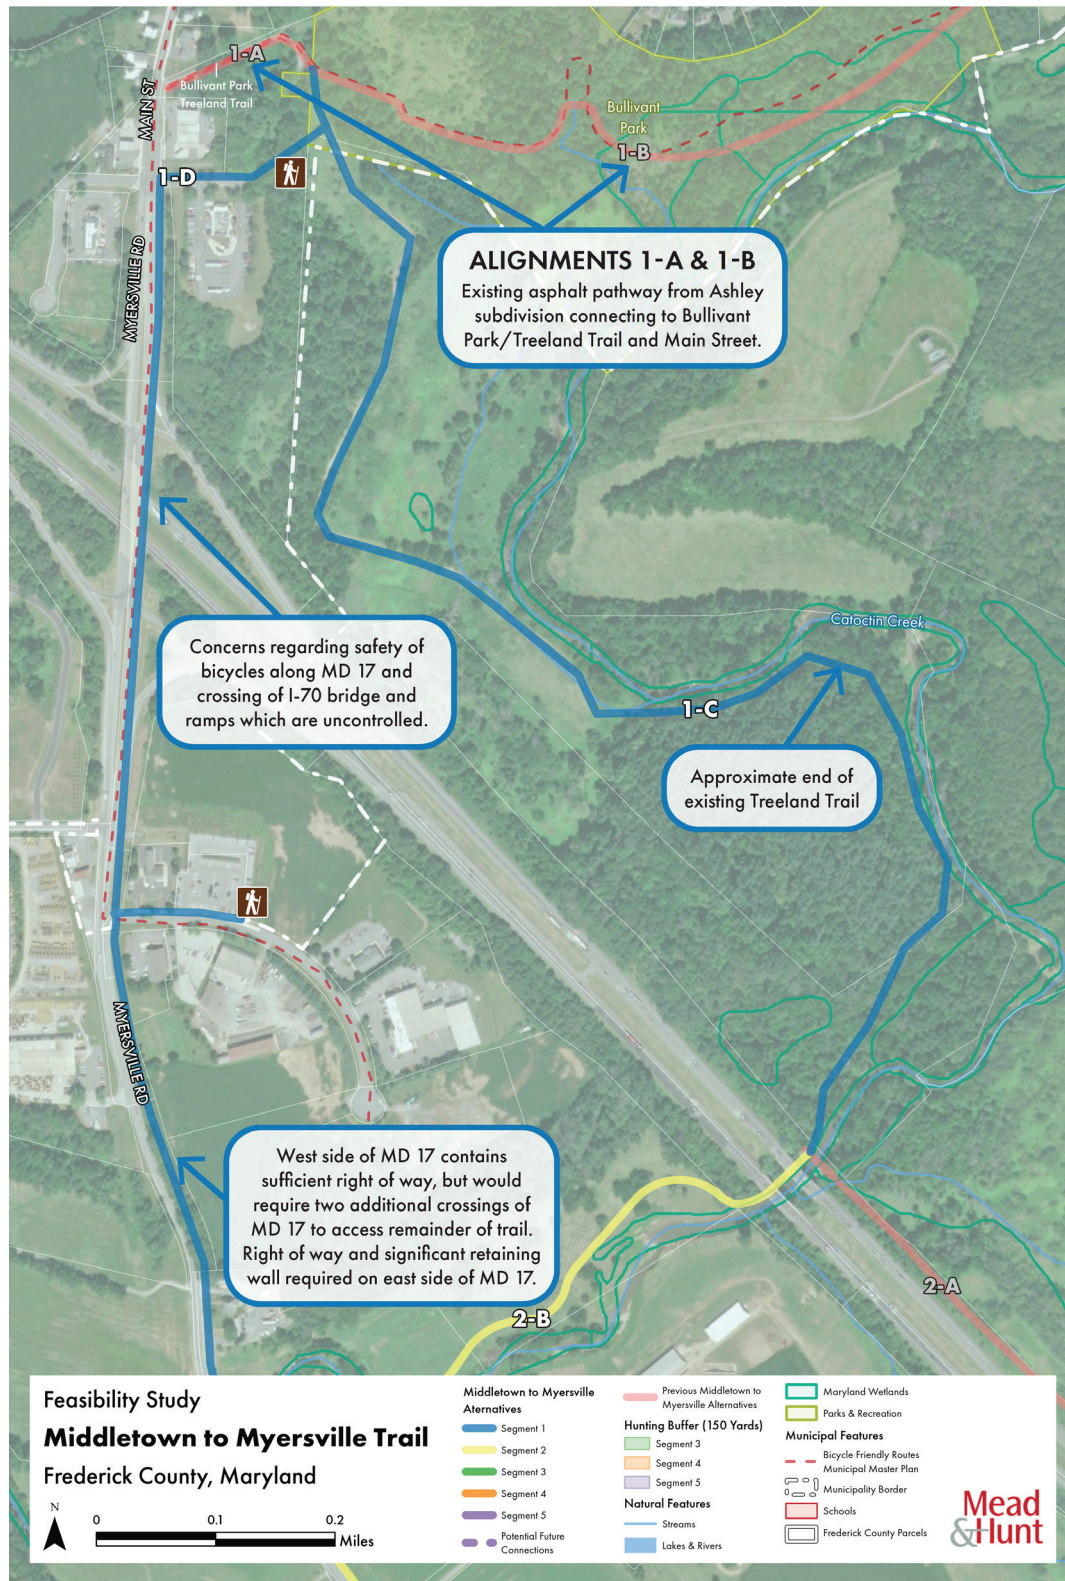 1-A
Bullivant Park
Treeland Trail
MAIN ST
Bullivant
Park
1-B
1-D
MYERSVILLE RD
ALIGNMENTS 1-A & 1-B
Existing asphalt pathway from Ashley
subdivision connecting to Bullivant
Park/Treeland Trail and Main Street.
Concerns regarding safety of
bicycles along MD 17 and
crossing of I-70 bridge and
ramps which are uncontrolled.
Catoctin Creek
1-C
Approximate end of
existing Treeland Trail
MYERSVILLE RD
West side of MD 17 contains
sufficient right of way, but would
require two additional crossings of
MD 17 to access remainder of trail.
Right of way and significant retaining
wall required on east side of MD 17.
2-A
2-B
Feasibility Study
Middletown to Myersville Trail
Frederick County, Maryland
N
0 0.1 0.2
Miles
Middletown to Myersville
Aternatives
Segment 1
Segment 2
Segment 3
Segment 4
Segment 5
Potential Future
Connections
Previous Middletown to
Myersville Alternatives
Hunting Buffer (150 Yards)
Segment 3
Segment 4
Segment 5
Natural Features
Streams
Lakes & Rivers
Maryland Wetlands
Parks & Recreation
Municipal Features
Bicycle Friendly Routes
Municipal Master Plan
Municipality Border
Schools
Frederick County Parcels
Mead
&Hunt